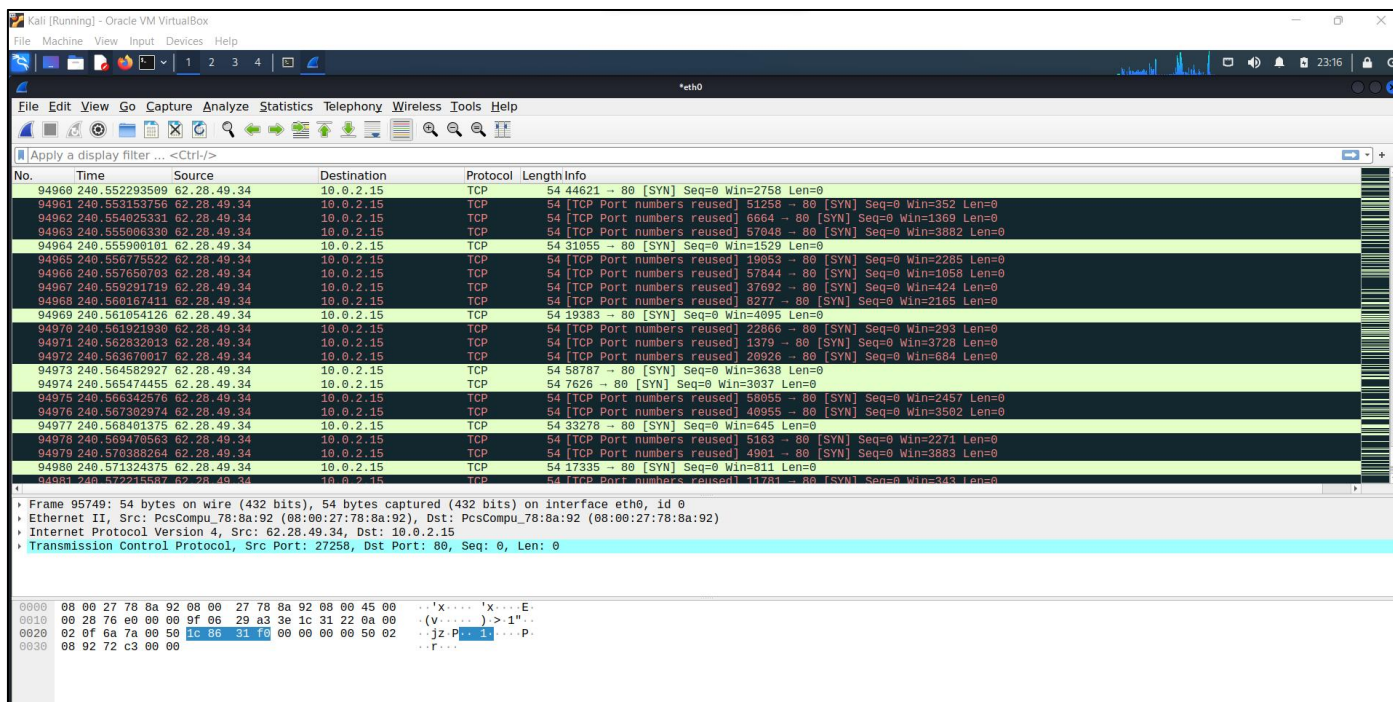 Kali [Running] - Oracle VM VirtualBox
File Machine View Input Devices Help
1 2 3 4 23:16
*eth0
File Edit View Go Capture Analyze Statistics Telephony Wireless Tools Help
Apply a display filter ... <Ctrl-/>
No. Time Source Destination Protocol Length Info
94960 240.552293509 62.28.49.34 10.0.2.15 TCP 54 44621 → 80 [SYN] Seq=0 Win=2758 Len=0
94961 240.553153756 62.28.49.34 10.0.2.15 TCP 54 [TCP Port numbers reused] 51258 → 80 [SYN] Seq=0 Win=352 Len=0
94962 240.554025331 62.28.49.34 10.0.2.15 TCP 54 [TCP Port numbers reused] 6664 → 80 [SYN] Seq=0 Win=1369 Len=0
94963 240.555006330 62.28.49.34 10.0.2.15 TCP 54 [TCP Port numbers reused] 57048 → 80 [SYN] Seq=0 Win=3882 Len=0
94964 240.555900101 62.28.49.34 10.0.2.15 TCP 54 31055 → 80 [SYN] Seq=0 Win=1529 Len=0
94965 240.556775522 62.28.49.34 10.0.2.15 TCP 54 [TCP Port numbers reused] 19053 → 80 [SYN] Seq=0 Win=2285 Len=0
94966 240.557650703 62.28.49.34 10.0.2.15 TCP 54 [TCP Port numbers reused] 57844 → 80 [SYN] Seq=0 Win=1058 Len=0
94967 240.559291719 62.28.49.34 10.0.2.15 TCP 54 [TCP Port numbers reused] 37692 → 80 [SYN] Seq=0 Win=424 Len=0
94968 240.560167411 62.28.49.34 10.0.2.15 TCP 54 [TCP Port numbers reused] 8277 → 80 [SYN] Seq=0 Win=2165 Len=0
94969 240.561054126 62.28.49.34 10.0.2.15 TCP 54 19383 → 80 [SYN] Seq=0 Win=4095 Len=0
94970 240.561921930 62.28.49.34 10.0.2.15 TCP 54 [TCP Port numbers reused] 22866 → 80 [SYN] Seq=0 Win=293 Len=0
94971 240.562832013 62.28.49.34 10.0.2.15 TCP 54 [TCP Port numbers reused] 1379 → 80 [SYN] Seq=0 Win=3728 Len=0
94972 240.563670017 62.28.49.34 10.0.2.15 TCP 54 [TCP Port numbers reused] 20926 → 80 [SYN] Seq=0 Win=684 Len=0
94973 240.564582927 62.28.49.34 10.0.2.15 TCP 54 58787 → 80 [SYN] Seq=0 Win=3638 Len=0
94974 240.565474455 62.28.49.34 10.0.2.15 TCP 54 7626 → 80 [SYN] Seq=0 Win=3037 Len=0
94975 240.566342576 62.28.49.34 10.0.2.15 TCP 54 [TCP Port numbers reused] 58055 → 80 [SYN] Seq=0 Win=2457 Len=0
94976 240.567302974 62.28.49.34 10.0.2.15 TCP 54 [TCP Port numbers reused] 40955 → 80 [SYN] Seq=0 Win=3502 Len=0
94977 240.568401375 62.28.49.34 10.0.2.15 TCP 54 33278 → 80 [SYN] Seq=0 Win=645 Len=0
94978 240.569470563 62.28.49.34 10.0.2.15 TCP 54 [TCP Port numbers reused] 5163 → 80 [SYN] Seq=0 Win=2271 Len=0
94979 240.570388264 62.28.49.34 10.0.2.15 TCP 54 [TCP Port numbers reused] 4901 → 80 [SYN] Seq=0 Win=3883 Len=0
94980 240.571324375 62.28.49.34 10.0.2.15 TCP 54 17335 → 80 [SYN] Seq=0 Win=811 Len=0
94981 240.572215587 62.28.49.34 10.0.2.15 TCP 54 [TCP Port numbers reused] 11781 → 80 [SYN] Seq=0 Win=343 Len=0
Frame 95749: 54 bytes on wire (432 bits), 54 bytes captured (432 bits) on interface eth0, id 0
Ethernet II, Src: PcsCompu_78:8a:92 (08:00:27:78:8a:92), Dst: PcsCompu_78:8a:92 (08:00:27:78:8a:92)
Internet Protocol Version 4, Src: 62.28.49.34, Dst: 10.0.2.15
Transmission Control Protocol, Src Port: 27258, Dst Port: 80, Seq: 0, Len: 0
0000 08 00 27 78 8a 92 08 00 27 78 8a 92 08 00 45 00 ··'x···· 'x····E·
0010 00 28 76 e0 00 00 9f 06 29 a3 3e 1c 31 22 0a 00 ·(v····· )·>·1"··
0020 02 0f 6a 7a 00 50 1c 86 31 f0 00 00 00 00 50 02 ··jz·P·· 1·····P·
0030 08 92 72 c3 00 00 ··r···